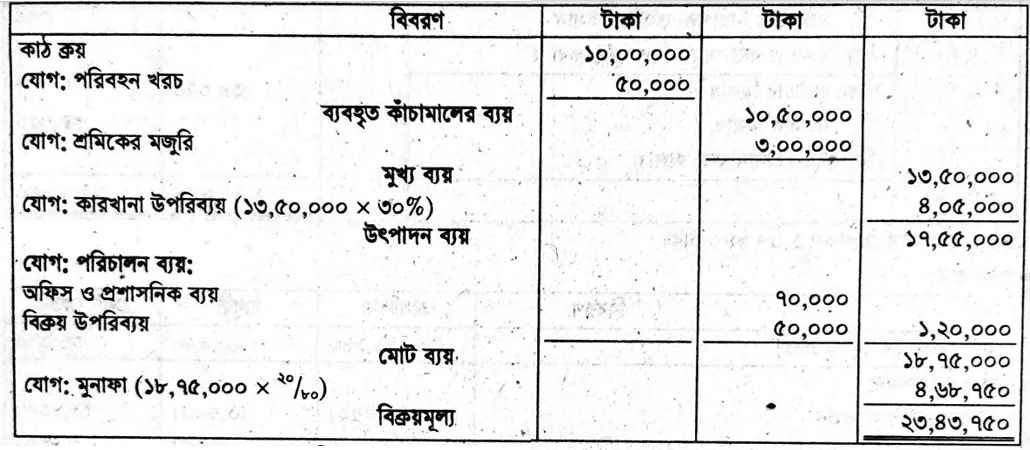 বিবরণ টাকা টাকা টাকা
কাঠ ক্রয় ১০,০০,০০০
যোগ: পরিবহন খরচ ৫০,০০০
ব্যবহৃত কাঁচামালের ব্যয় ১০,৫০,০০০
যোগ: শ্রমিকের মজুরি ৩,০০,০০০
মুখ্য ব্যয় ১৩,৫০,০০০
যোগ: কারখানা উপরিব্যয় (১৩,৫০,০০০ × ৩০%) ৪,০৫,০০০
উৎপাদন ব্যয় ১৭,৫৫,০০০
যোগ: পরিচালন ব্যয়:
অফিস ও প্রশাসনিক ব্যয় ৭০,০০০
বিক্রয় উপরিব্যয় ৫০,০০০ ১,২০,০০০
মোট ব্যয় ১৮,৭৫,০০০
যোগ: মুনাফা (১৮,৭৫,০০০ × ২০/৮০) ৪,৬৮,৭৫০
বিক্রয়মূল্য ২৩,৪৩,৭৫০